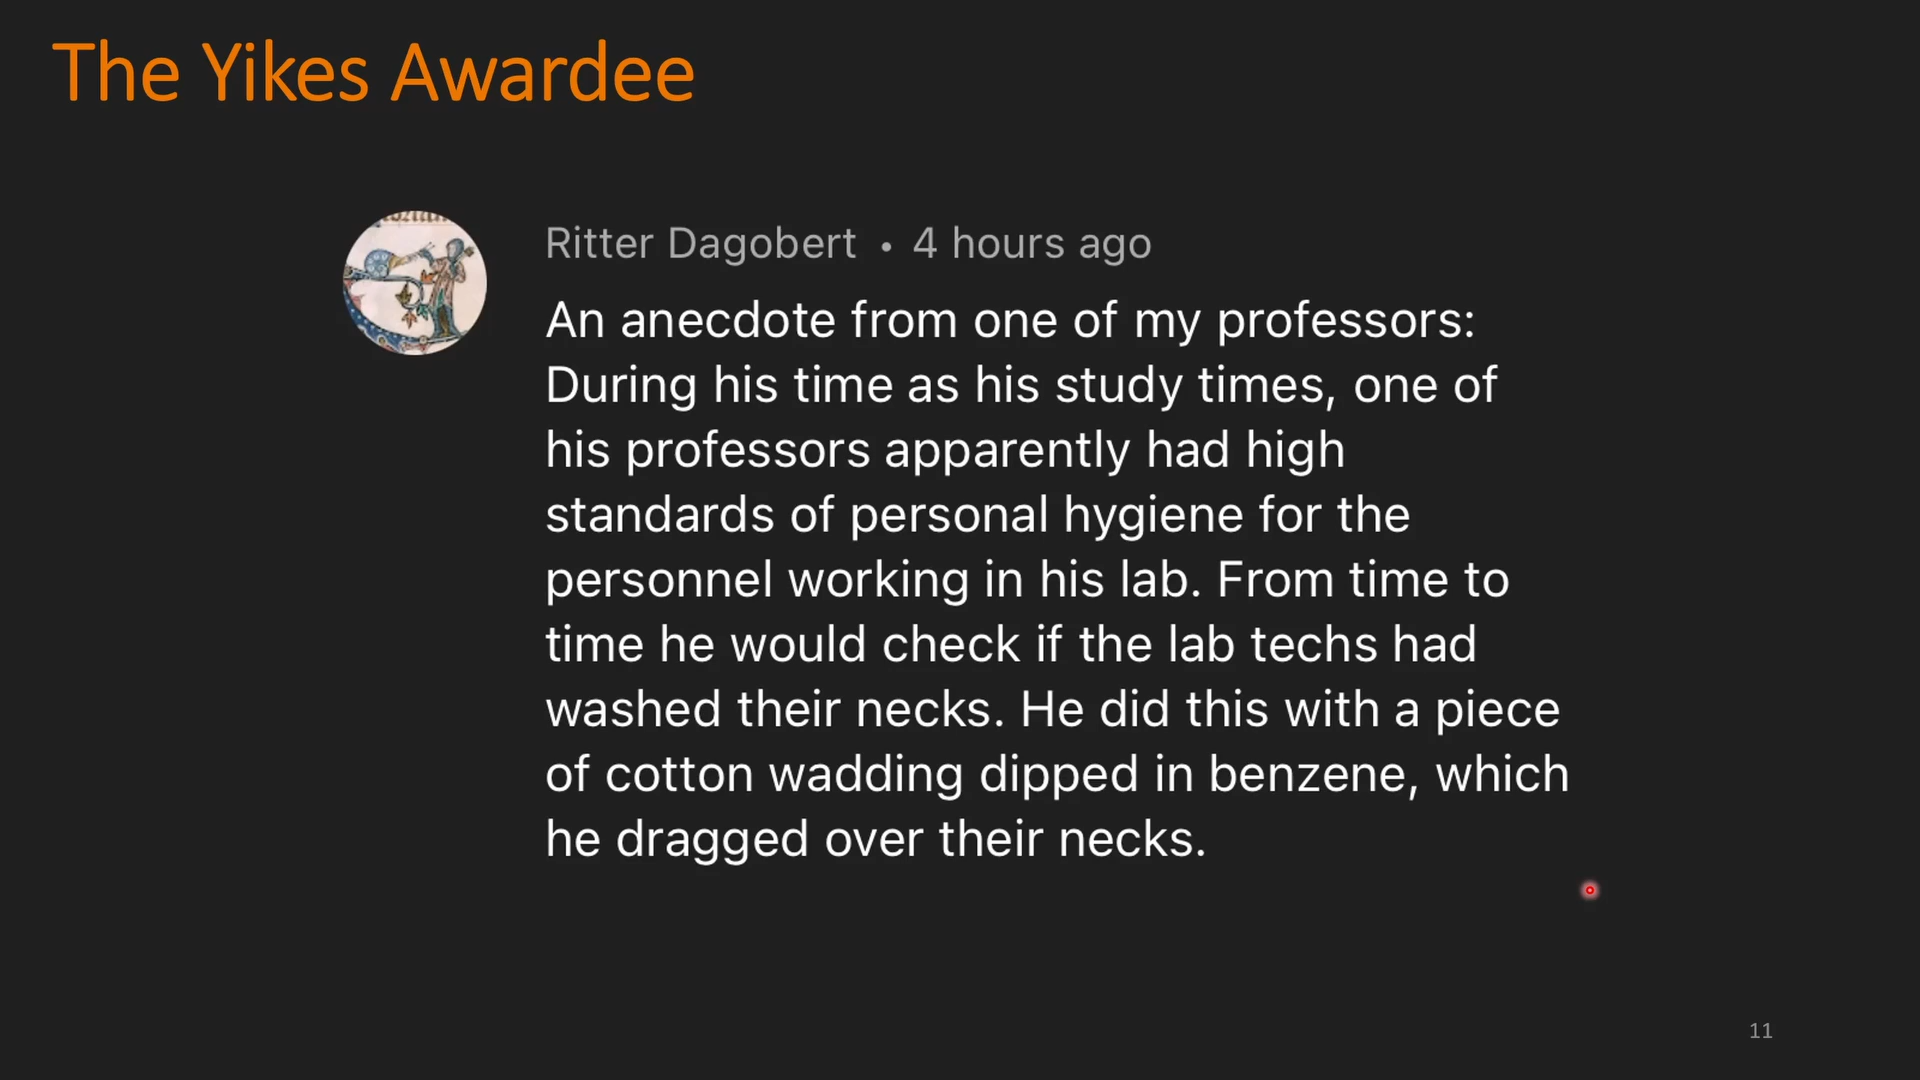 The Yikes Awardee
Ritter Dagobert • 4 hours ago
An anecdote from one of my professors:
During his time as his study times, one of
his professors apparently had high
standards of personal hygiene for the
personnel working in his lab. From time to
time he would check if the lab techs had
washed their necks. He did this with a piece
of cotton wadding dipped in benzene, which
he dragged over their necks.
11